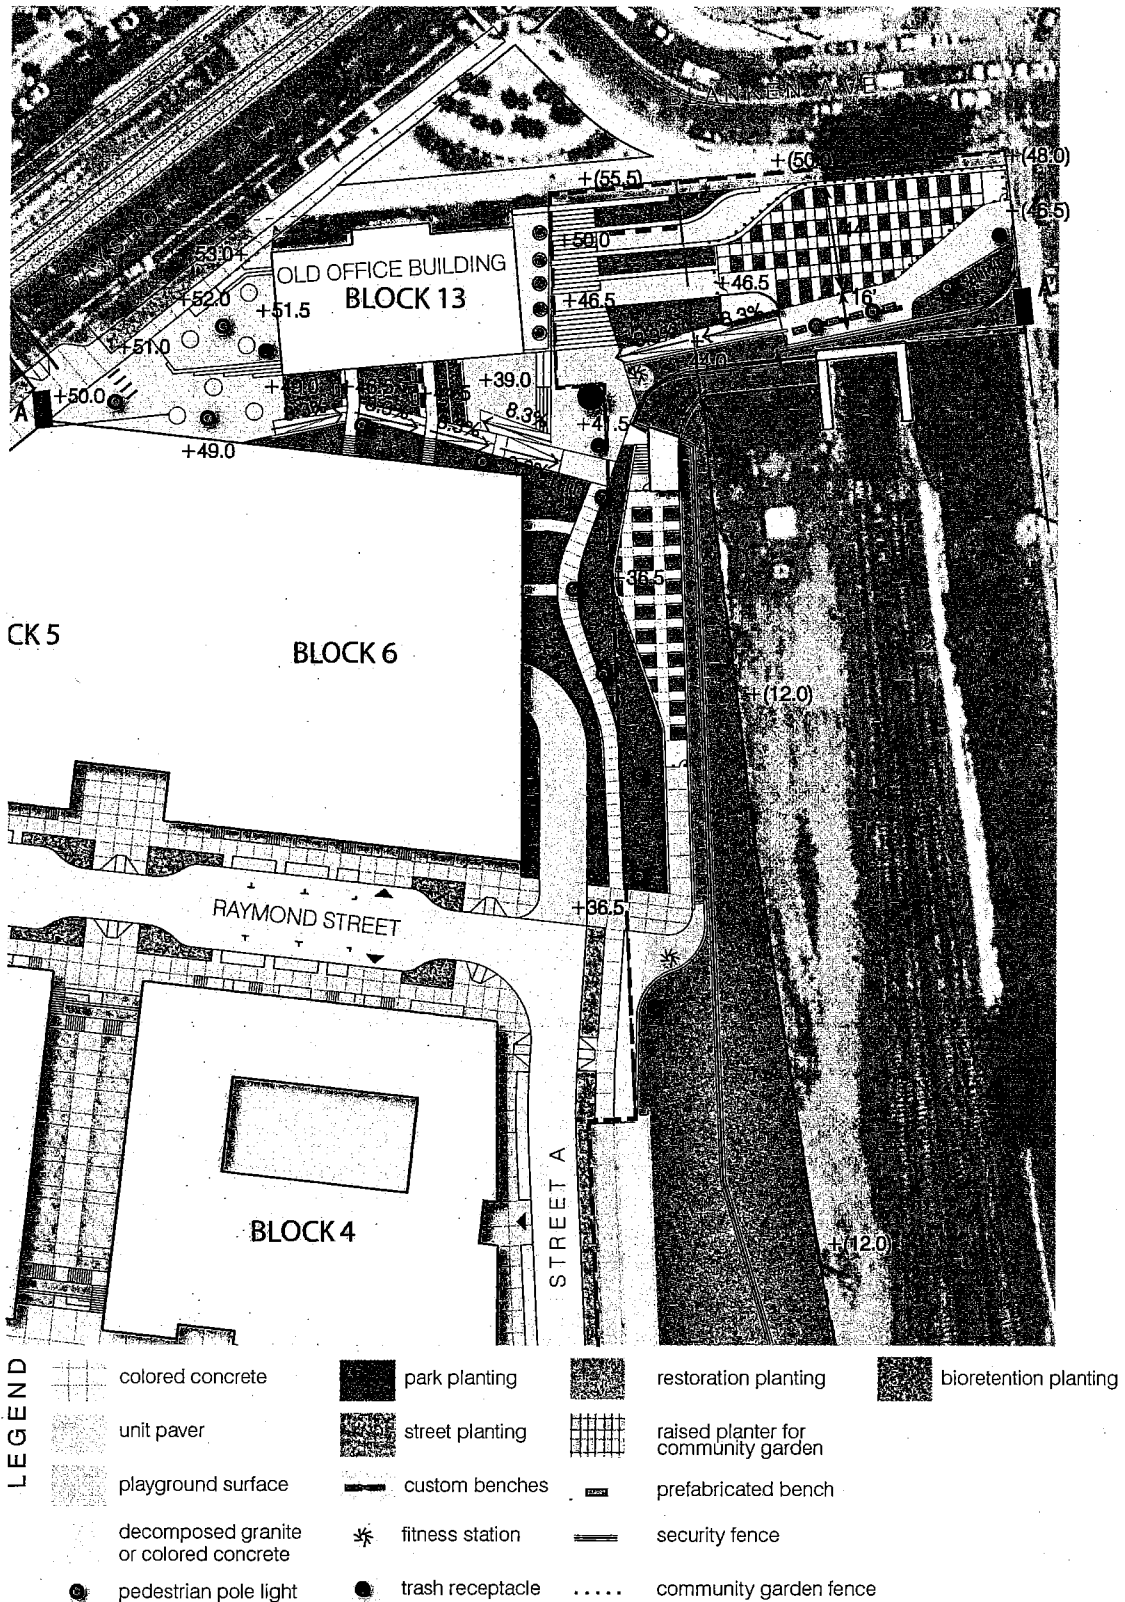 +(50.
+(48.0)
+(55.5)
+(46.5)
+50.0
+53.0+
OLD OFFICE BUILDING
BLOCK 13
+46.5
+46.5
+52.0
+51.5
16'
8.3%
+51.0
+39.0
+50.0
A
8.3%
8.3%
+41.5
+49.0
+36.5
CK 5
BLOCK 6
+(12.0)
RAYMOND STREET
+36.5
STREET A
BLOCK 4
+(12.0)
LEGEND
colored concrete
park planting
restoration planting
bioretention planting
unit paver
street planting
raised planter for
community garden
playground surface
custom benches
prefabricated bench
decomposed granite
or colored concrete
fitness station
security fence
pedestrian pole light
trash receptacle
community garden fence